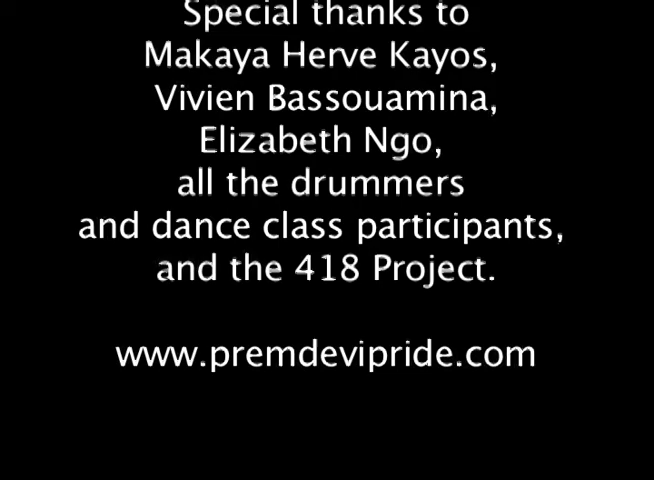 Special thanks to
Makaya Herve Kayos,
Vivien Bassouamina,
Elizabeth Ngo,
all the drummers
and dance class participants,
and the 418 Project.
www.premdevipride.com